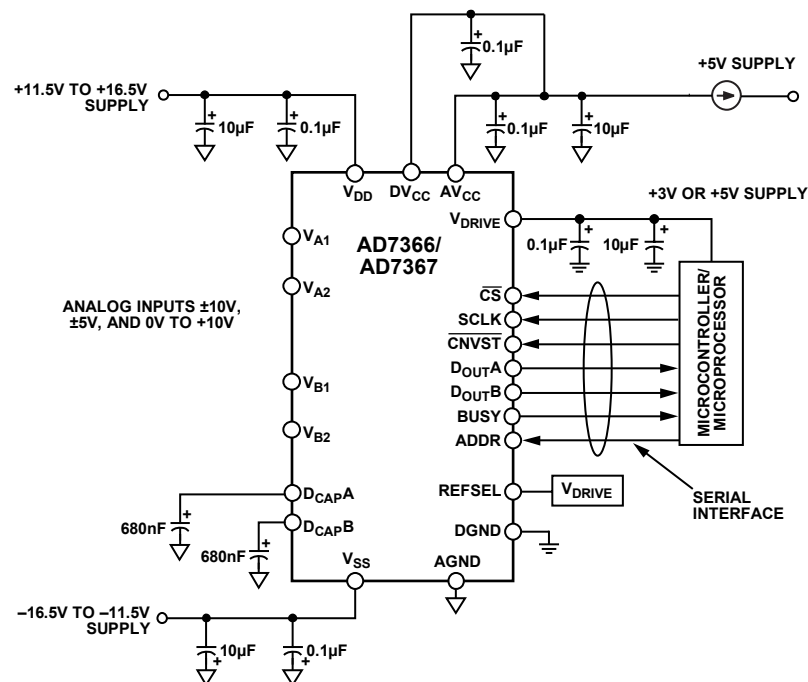 0.1µF
+5V SUPPLY
+11.5V TO +16.5V
SUPPLY
10µF
0.1µF
0.1µF
10µF
V_DD
DV_CC
AV_CC
+3V OR +5V SUPPLY
V_DRIVE
AD7366/
AD7367
0.1µF
10µF
V_A1
V_A2
ANALOG INPUTS ±10V,
±5V, AND 0V TO +10V
C̅S̅
SCLK
C̅N̅V̅S̅T̅
D_OUTA
D_OUTB
BUSY
ADDR
MICROCONTROLLER/
MICROPROCESSOR
V_B1
V_B2
D_CAPA
D_CAPB
680nF
680nF
REFSEL
V_DRIVE
SERIAL
INTERFACE
DGND
V_SS
AGND
–16.5V TO –11.5V
SUPPLY
10µF
0.1µF